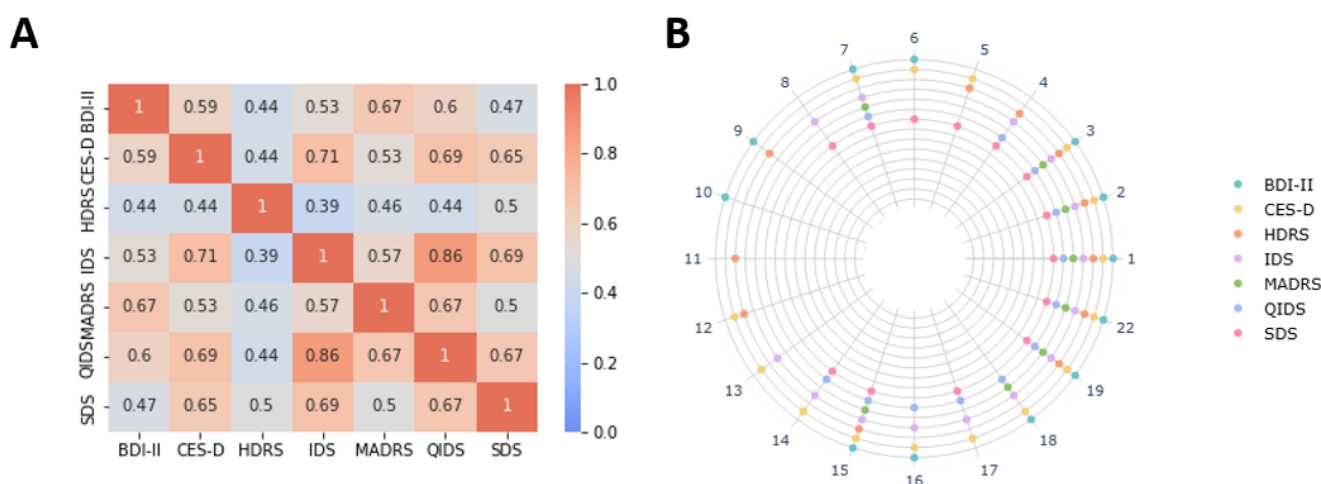 A
BDI-II 1 0.59 0.44 0.53 0.67 0.6 0.47
CES-D 0.59 1 0.44 0.71 0.53 0.69 0.65
HDRS 0.44 0.44 1 0.39 0.46 0.44 0.5
IDS 0.53 0.71 0.39 1 0.57 0.86 0.69
MADRS 0.67 0.53 0.46 0.57 1 0.67 0.5
QIDS 0.6 0.69 0.44 0.86 0.67 1 0.67
SDS 0.47 0.65 0.5 0.69 0.5 0.67 1
BDI-II CES-D HDRS IDS MADRS QIDS SDS
1.0
0.8
0.6
0.4
0.2
0.0
B
1
2
3
4
5
6
7
8
9
10
11
12
13
14
15
16
17
18
19
22
BDI-II
CES-D
HDRS
IDS
MADRS
QIDS
SDS